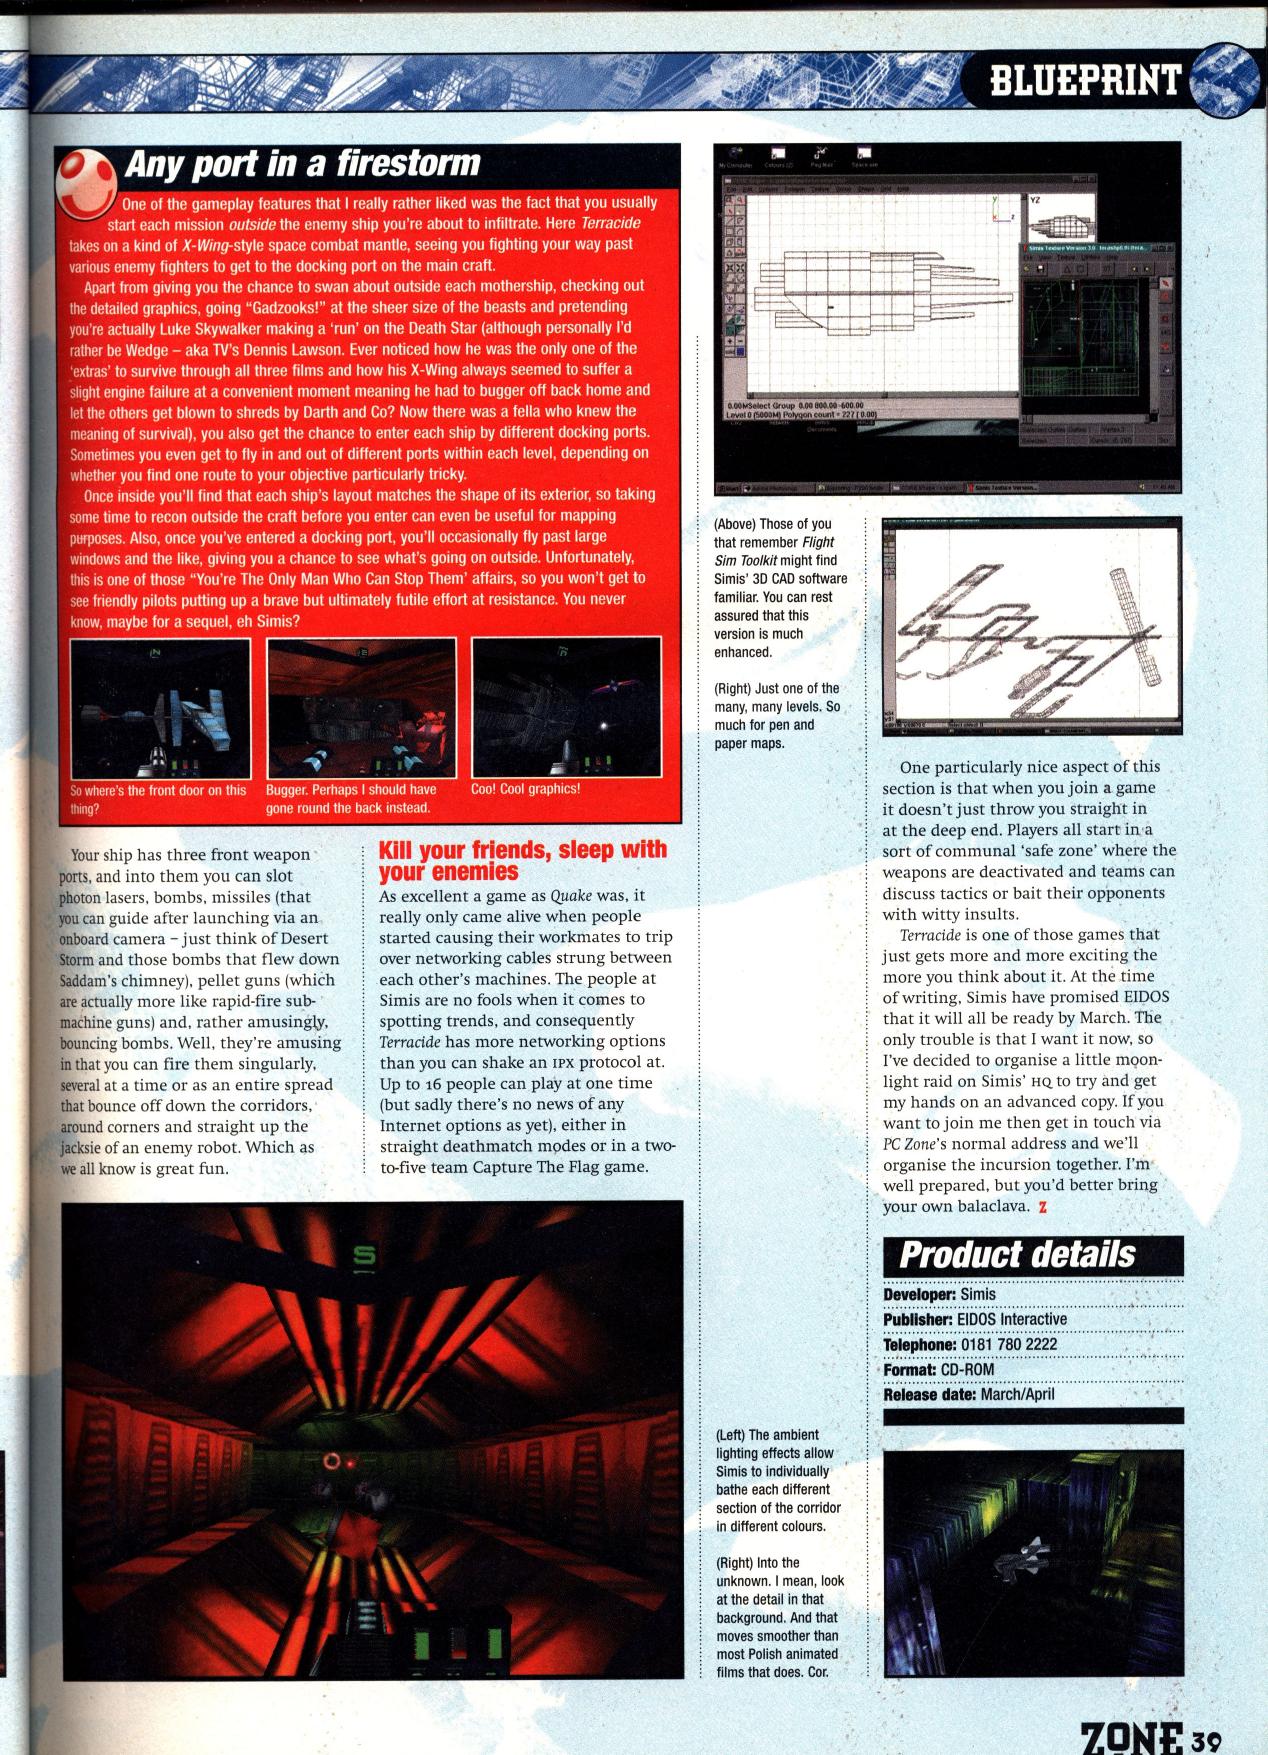 BLUEPRINT
Any port in a firestorm
One of the gameplay features that I really rather liked was the fact that you usually
start each mission outside the enemy ship you're about to infiltrate. Here Terracide
takes on a kind of X-Wing-style space combat mantle, seeing you fighting your way past
various enemy fighters to get to the docking port on the main craft.
Apart from giving you the chance to swan about outside each mothership, checking out
the detailed graphics, going "Gadzooks!" at the sheer size of the beasts and pretending
you're actually Luke Skywalker making a 'run' on the Death Star (although personally I'd
rather be Wedge – aka TV's Dennis Lawson. Ever noticed how he was the only one of the
'extras' to survive through all three films and how his X-Wing always seemed to suffer a
slight engine failure at a convenient moment meaning he had to bugger off back home and
let the others get blown to shreds by Darth and Co? Now there was a fella who knew the
meaning of survival), you also get the chance to enter each ship by different docking ports.
Sometimes you even get to fly in and out of different ports within each level, depending on
whether you find one route to your objective particularly tricky.
Once inside you'll find that each ship's layout matches the shape of its exterior, so taking
some time to recon outside the craft before you enter can even be useful for mapping
purposes. Also, once you've entered a docking port, you'll occasionally fly past large
windows and the like, giving you a chance to see what's going on outside. Unfortunately,
this is one of those "You're The Only Man Who Can Stop Them' affairs, so you won't get to
see friendly pilots putting up a brave but ultimately futile effort at resistance. You never
know, maybe for a sequel, eh Simis?
So where's the front door on this
thing?
Bugger. Perhaps I should have
gone round the back instead.
Coo! Cool graphics!
Your ship has three front weapon
ports, and into them you can slot
photon lasers, bombs, missiles (that
you can guide after launching via an
onboard camera – just think of Desert
Storm and those bombs that flew down
Saddam's chimney), pellet guns (which
are actually more like rapid-fire sub-
machine guns) and, rather amusingly,
bouncing bombs. Well, they're amusing
in that you can fire them singularly,
several at a time or as an entire spread
that bounce off down the corridors,
around corners and straight up the
jacksie of an enemy robot. Which as
we all know is great fun.
Kill your friends, sleep with
your enemies
As excellent a game as Quake was, it
really only came alive when people
started causing their workmates to trip
over networking cables strung between
each other's machines. The people at
Simis are no fools when it comes to
spotting trends, and consequently
Terracide has more networking options
than you can shake an IPX protocol at.
Up to 16 people can play at one time
(but sadly there's no news of any
Internet options as yet), either in
straight deathmatch modes or in a two-
to-five team Capture The Flag game.
S
My Computer
YZ
Simis Texture Version 3.0
0.00MSelect Group 0.00 800.00 -600.00
Level 0 (5000M) Polygon count = 227 [ 0.00]
(Above) Those of you
that remember Flight
Sim Toolkit might find
Simis' 3D CAD software
familiar. You can rest
assured that this
version is much
enhanced.
(Right) Just one of the
many, many levels. So
much for pen and
paper maps.
One particularly nice aspect of this
section is that when you join a game
it doesn't just throw you straight in
at the deep end. Players all start in a
sort of communal 'safe zone' where the
weapons are deactivated and teams can
discuss tactics or bait their opponents
with witty insults.
Terracide is one of those games that
just gets more and more exciting the
more you think about it. At the time
of writing, Simis have promised EIDOS
that it will all be ready by March. The
only trouble is that I want it now, so
I've decided to organise a little moon-
light raid on Simis' HQ to try and get
my hands on an advanced copy. If you
want to join me then get in touch via
PC Zone's normal address and we'll
organise the incursion together. I'm
well prepared, but you'd better bring
your own balaclava. Z
Product details
Developer: Simis
Publisher: EIDOS Interactive
Telephone: 0181 780 2222
Format: CD-ROM
Release date: March/April
(Left) The ambient
lighting effects allow
Simis to individually
bathe each different
section of the corridor
in different colours.
(Right) Into the
unknown. I mean, look
at the detail in that
background. And that
moves smoother than
most Polish animated
films that does. Cor.
ZONE 39